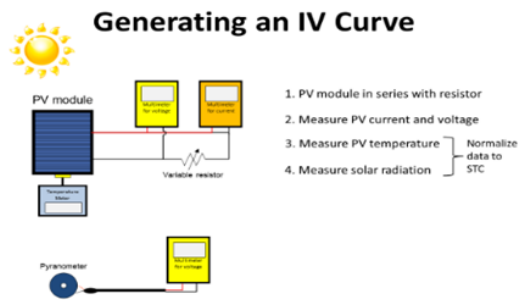 Generating an IV Curve
PV module
Multimeter
for voltage
Multimeter
for current
1. PV module in series with resistor
2. Measure PV current and voltage
3. Measure PV temperature
4. Measure solar radiation
Normalize
data to
STC
Variable resistor
Temperature
Meter
Pyranometer
Multimeter
for voltage